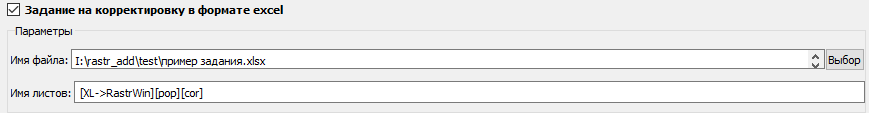 Задание на корректировку в формате excel
Параметры
Имя файла: I:\rastr_add\test\пример задания.xlsx Выбор
Имя листов: [XL->RastrWin][pop][cor]